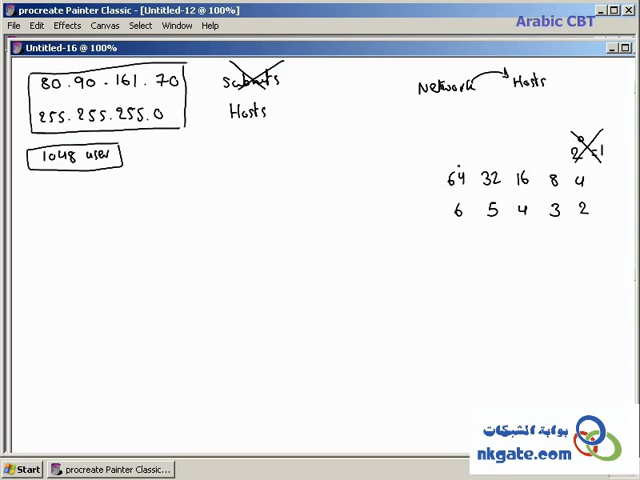 procreate Painter Classic - [Untitled-12 @ 100%]
Arabic CBT
File Edit Effects Canvas Select Window Help
Untitled-16 @ 100%
80.90.161.70
255.255.255.0
1048 user
Subnets
Hosts
Network → Hosts
2⁰=1
64 32 16 8 4
6 5 4 3 2
بوابة الشبكات
nkgate.com
Start
procreate Painter Classic...